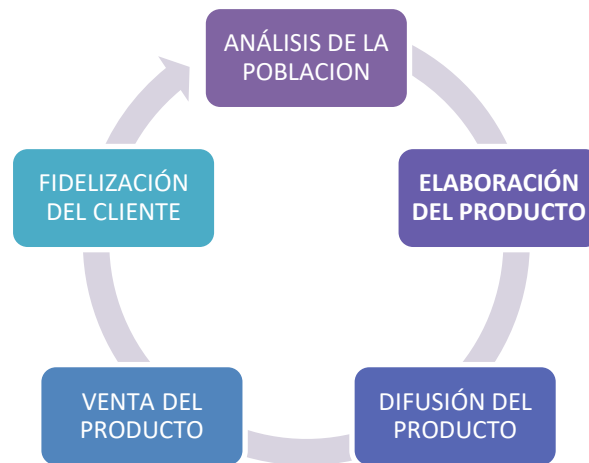 ANÁLISIS DE LA
POBLACION
ELABORACIÓN
DEL PRODUCTO
DIFUSIÓN DEL
PRODUCTO
VENTA DEL
PRODUCTO
FIDELIZACIÓN
DEL CLIENTE